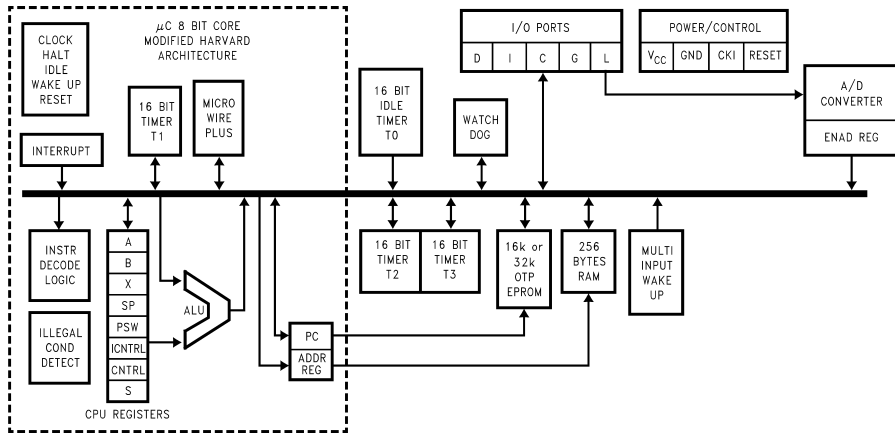 CLOCK
HALT
IDLE
WAKE UP
RESET
μC 8 BIT CORE
MODIFIED HARVARD
ARCHITECTURE
16 BIT
TIMER
T1
MICRO
WIRE
PLUS
INTERRUPT
16 BIT
IDLE
TIMER
T0
WATCH
DOG
I/O PORTS
D I C G L
POWER/CONTROL
VCC GND CKI RESET
A/D
CONVERTER
ENAD REG
INSTR
DECODE
LOGIC
ILLEGAL
COND
DETECT
A
B
X
SP
PSW
ICNTRL
CNTRL
S
CPU REGISTERS
ALU
PC
ADDR
REG
16 BIT
TIMER
T2
16 BIT
TIMER
T3
16k or
32k
OTP
EPROM
256
BYTES
RAM
MULTI
INPUT
WAKE
UP